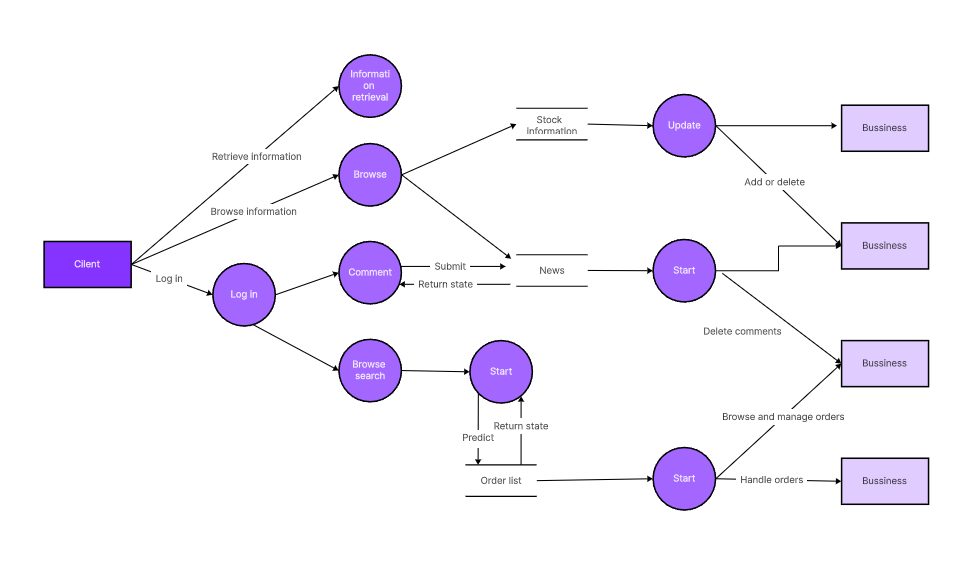 Informati
on
retrieval
Stock
information
Update
Bussiness
Retrieve information
Browse
Add or delete
Browse information
Bussiness
Cilent
Log in
Log In
Comment
Submit
Return state
News
Start
Delete comments
Bussiness
Browse
search
Start
Predict
Return state
Browse and manage orders
Order list
Start
Handle orders
Bussiness